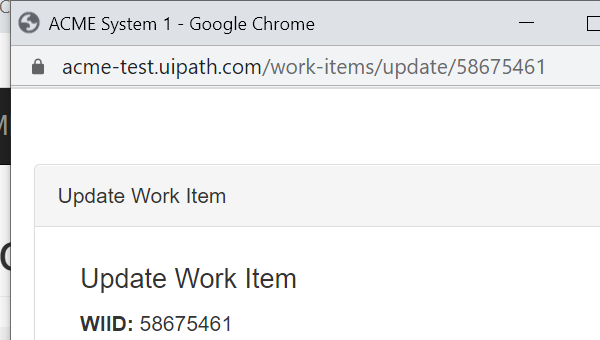 ACME System 1 - Google Chrome
acme-test.uipath.com/work-items/update/58675461
Update Work Item
Update Work Item
WIID: 58675461